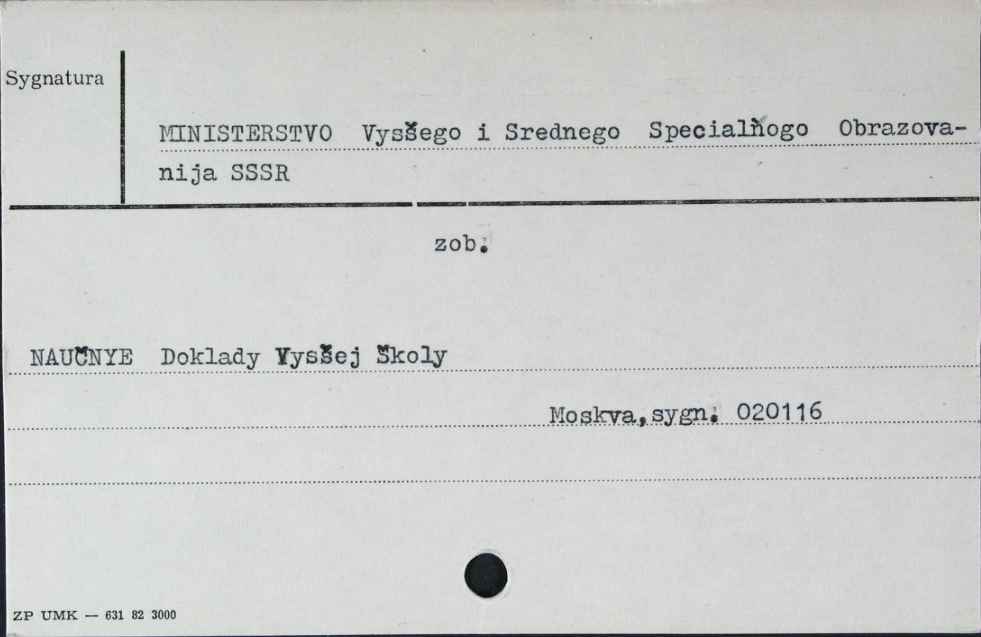 Sygnatura
MINISTERSTVO Vysšego i Srednego Specialňogo Obrazova-
nija SSSR
zob.
NAUČNYE Doklady Vysšej Školy
Moskva, sygn. 020116
ZP UMK — 631 82 3000